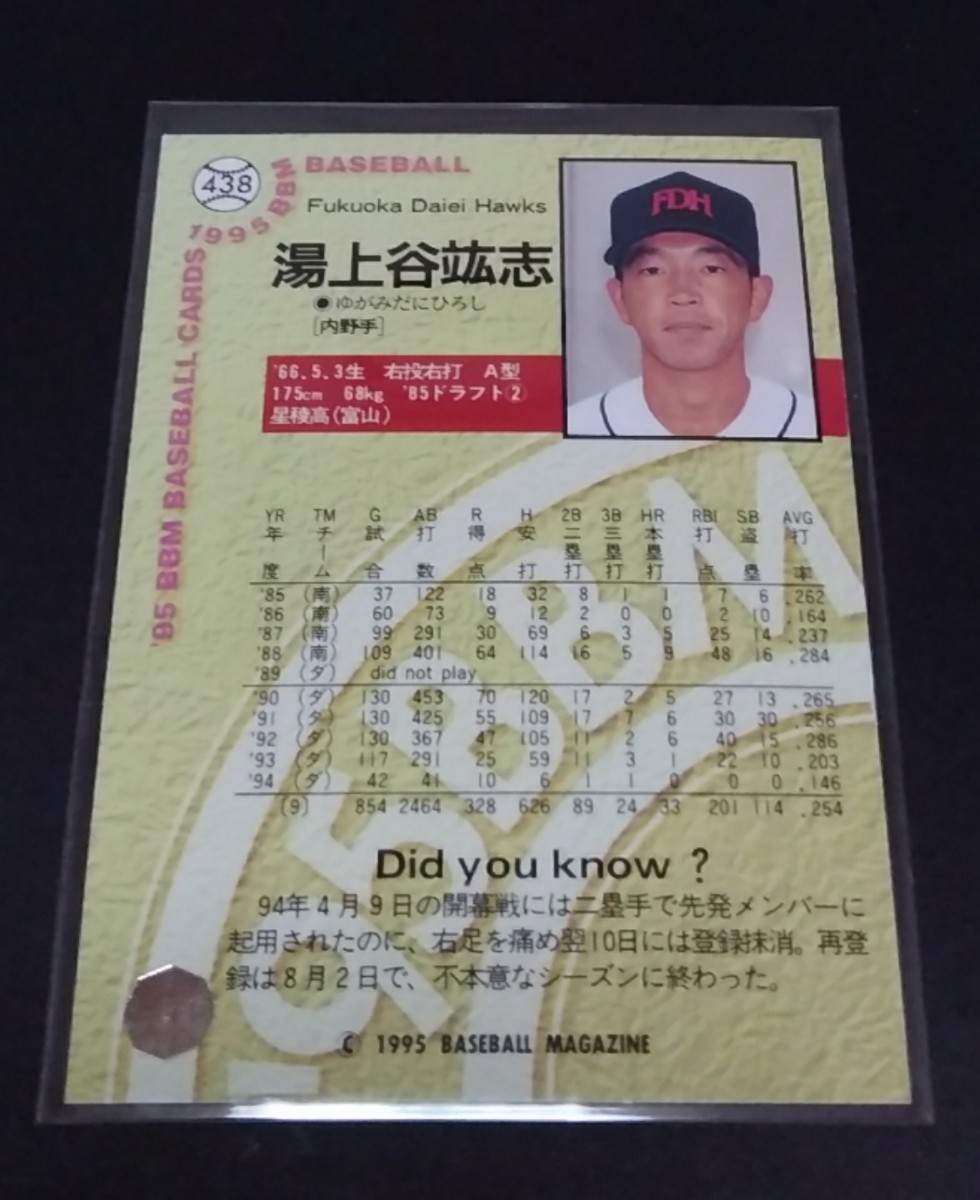 438
'95 BBM BASEBALL CARDS 1995 BBM BASEBALL
Fukuoka Daiei Hawks
湯上谷竑志
●ゆがみだにひろし
[内野手]
FDH
'66.5.3生 右投右打 A型
175cm 68kg '85ドラフト②
星稜高(富山)
YR TM G AB R H 2B 3B HR RBI SB AVG
年度 チーム 試合 打数 得点 安打 二塁打 三塁打 本塁打 打点 盗塁 打率
'85 (南) 37 122 18 32 8 1 1 7 6 .262
'86 (南) 60 73 9 12 2 0 0 2 10 .164
'87 (南) 99 291 30 69 6 3 5 25 14 .237
'88 (南) 109 401 64 114 16 5 9 48 16 .284
'89 (ダ) did not play
'90 (ダ) 130 453 70 120 17 2 5 27 13 .265
'91 (ダ) 130 425 55 109 17 7 6 30 30 .256
'92 (ダ) 130 367 47 105 11 2 6 40 15 .286
'93 (ダ) 117 291 25 59 11 3 1 22 10 .203
'94 (ダ) 42 41 10 6 1 1 0 0 0 .146
(9) 854 2464 328 626 89 24 33 201 114 .254
Did you know ?
94年4月9日の開幕戦には二塁手で先発メンバーに
起用されたのに、右足を痛め翌10日には登録抹消。再登
録は8月2日で、不本意なシーズンに終わった。
© 1995 BASEBALL MAGAZINE
'95 BBM